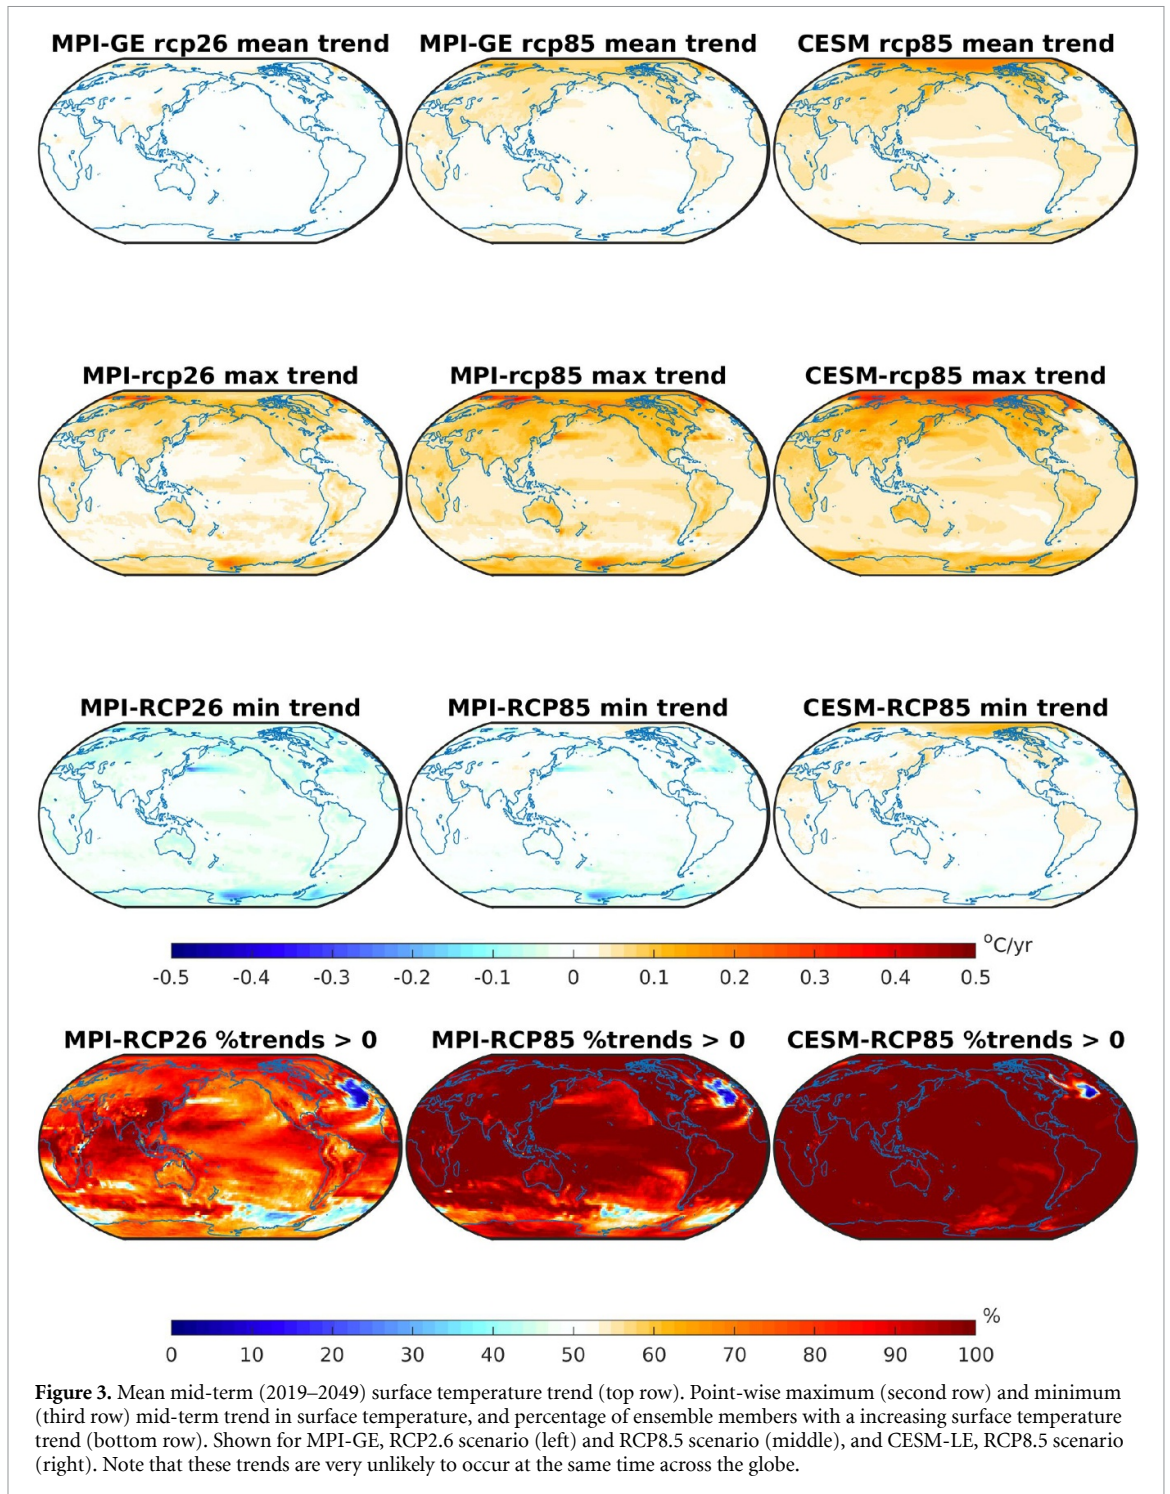 MPI-GE rcp26 mean trend MPI-GE rcp85 mean trend CESM rcp85 mean trend
MPI-rcp26 max trend MPI-rcp85 max trend CESM-rcp85 max trend
MPI-RCP26 min trend MPI-RCP85 min trend CESM-RCP85 min trend
°C/yr
-0.5 -0.4 -0.3 -0.2 -0.1 0 0.1 0.2 0.3 0.4 0.5
MPI-RCP26 %trends > 0 MPI-RCP85 %trends > 0 CESM-RCP85 %trends > 0
%
0 10 20 30 40 50 60 70 80 90 100
Figure 3. Mean mid-term (2019–2049) surface temperature trend (top row). Point-wise maximum (second row) and minimum
(third row) mid-term trend in surface temperature, and percentage of ensemble members with a increasing surface temperature
trend (bottom row). Shown for MPI-GE, RCP2.6 scenario (left) and RCP8.5 scenario (middle), and CESM-LE, RCP8.5 scenario
(right). Note that these trends are very unlikely to occur at the same time across the globe.